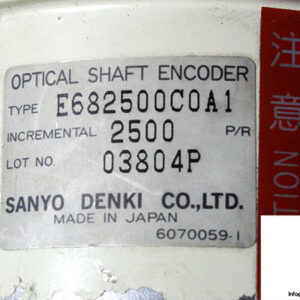 OPTICAL SHAFT ENCODER
TYPE E682500C0A1
INCREMENTAL 2500 P/R
LOT NO. 03804P
SANYO DENKI CO.,LTD.
MADE IN JAPAN
6070059-1
注意